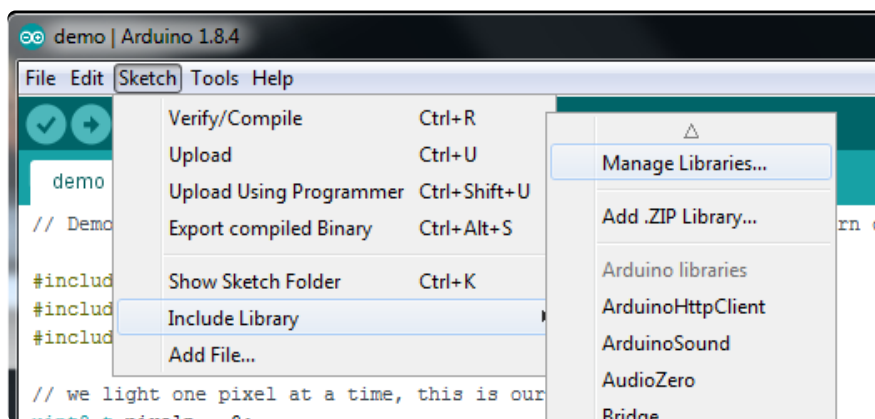 demo | Arduino 1.8.4
File Edit Sketch Tools Help
demo
Verify/Compile Ctrl+R
Upload Ctrl+U
Upload Using Programmer Ctrl+Shift+U
Export compiled Binary Ctrl+Alt+S
Show Sketch Folder Ctrl+K
Include Library
Add File...
Manage Libraries...
Add .ZIP Library...
Arduino libraries
ArduinoHttpClient
ArduinoSound
AudioZero
Bridge
// Demo
rn
#includ
#includ
#includ
// we light one pixel at a time, this is our